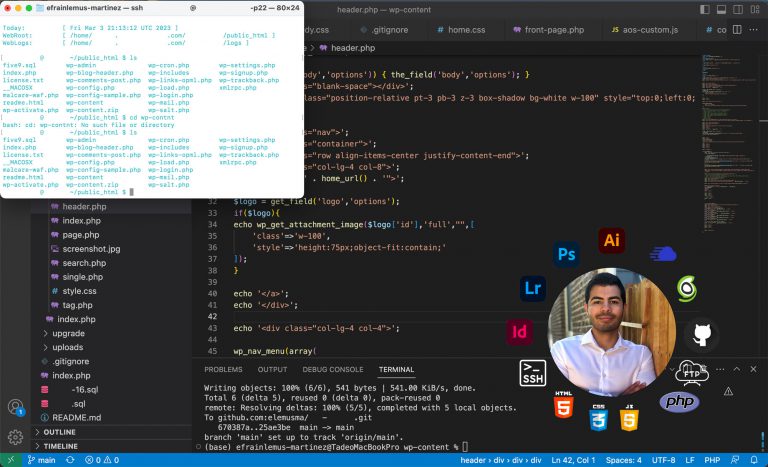 efrainlemus-martinez — ssh
-p22 — 80×24
Today: [ Fri Mar 3 21:13:12 UTC 2023 ]
WebRoot: [ /home/ . .com/ /public_html ]
WebLogs: [ /home/ . .com/ /logs ]
[ @ ~/public_html $ ls
five9.sql wp-admin wp-cron.php wp-settings.php
index.php wp-blog-header.php wp-includes wp-signup.php
license.txt wp-comments-post.php wp-links-opml.php wp-trackback.php
__MACOSX wp-config.php wp-load.php xmlrpc.php
malcare-waf.php wp-config-sample.php wp-login.php
readme.html wp-content wp-mail.php
wp-activate.php wp-content.zip wp-salt.php
[ @ ~/public_html $ cd wp-contnt
bash: cd: wp-contnt: No such file or directory
[ @ ~/public_html $ ls
five9.sql wp-admin wp-cron.php wp-settings.php
index.php wp-blog-header.php wp-includes wp-signup.php
license.txt wp-comments-post.php wp-links-opml.php wp-trackback.php
__MACOSX wp-config.php wp-load.php xmlrpc.php
malcare-waf.php wp-config-sample.php wp-login.php
readme.html wp-content wp-mail.php
wp-activate.php wp-content.zip wp-salt.php
@ ~/public_html $
header.php — wp-content
home.css
.gitignore
front-page.php
aos-custom.js
header.php
body','options')) { the_field('body','options'); }
class="blank-space"></div>';
class="position-relative pt-3 pb-3 z-3 box-shadow bg-white w-100" style="top:0;left:0;
class="nav">';
class="container">';
class="row align-items-center justify-content-end">';
class="col-lg-4 col-8">';
' . home_url() . '">';
32 $logo = get_field('logo','options');
33 if($logo){
34 echo wp_get_attachment_image($logo['id'],'full',"",[
35 'class'=>'w-100',
36 'style'=>'height:75px;object-fit:contain;'
37 ]);
38 }
39
40 echo '</a>';
41 echo '</div>';
42
43 echo '<div class="col-lg-4 col-4">';
44
45 wp_nav_menu(array(
header.php
index.php
page.php
screenshot.jpg
search.php
single.php
style.css
tag.php
index.php
upgrade
uploads
.gitignore
index.php
-16.sql
.sql
README.md
OUTLINE
TIMELINE
PROBLEMS OUTPUT DEBUG CONSOLE TERMINAL
Writing objects: 100% (6/6), 541 bytes | 541.00 KiB/s, done.
Total 6 (delta 5), reused 0 (delta 0), pack-reused 0
remote: Resolving deltas: 100% (5/5), completed with 5 local objects.
To github.com:elemusma/ - .git
670387a..25ae3be main -> main
branch 'main' set up to track 'origin/main'.
(base) efrainlemus-martinez@TadeoMacBookPro wp-content %
Ai
Ps
Lr
Id
>_
SSH
HTML
5
CSS
3
JS
5
php
FTP
main
0 0
header › div › div › div
Ln 42, Col 1
Spaces: 4
UTF-8
LF
PHP